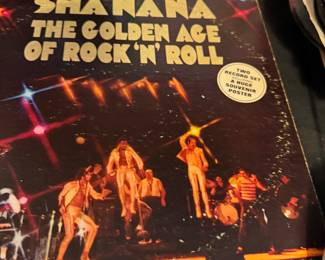 SHA NA NA
THE GOLDEN AGE
OF ROCK 'N' ROLL
TWO
RECORD SET
A HUGE
SOUVENIR
POSTER